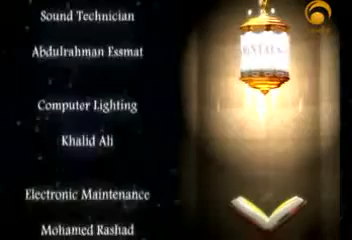 Sound Technician
Abdulrahman Essmat
Computer Lighting
Khalid Ali
Electronic Maintenance
Mohamed Rashad